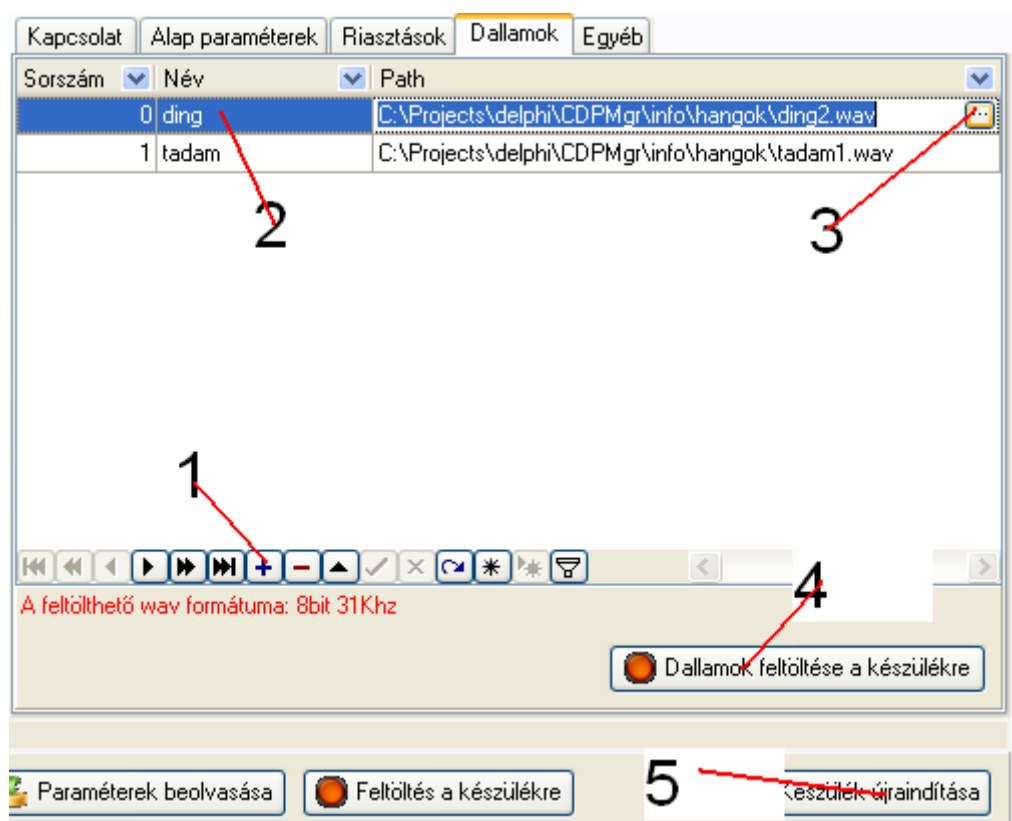 Kapcsolat Alap paraméterek Riasztások Dallamok Egyéb
Sorszám Név Path
0 ding C:\Projects\delphi\CDPMgr\info\hangok\ding2.wav ...
1 tadam C:\Projects\delphi\CDPMgr\info\hangok\tadam1.wav
2 3
1
4
A feltölthető wav formátuma: 8bit 31Khz
Dallamok feltöltése a készülékre
5
Paraméterek beolvasása Feltöltés a készülékre Készülék újraindítása